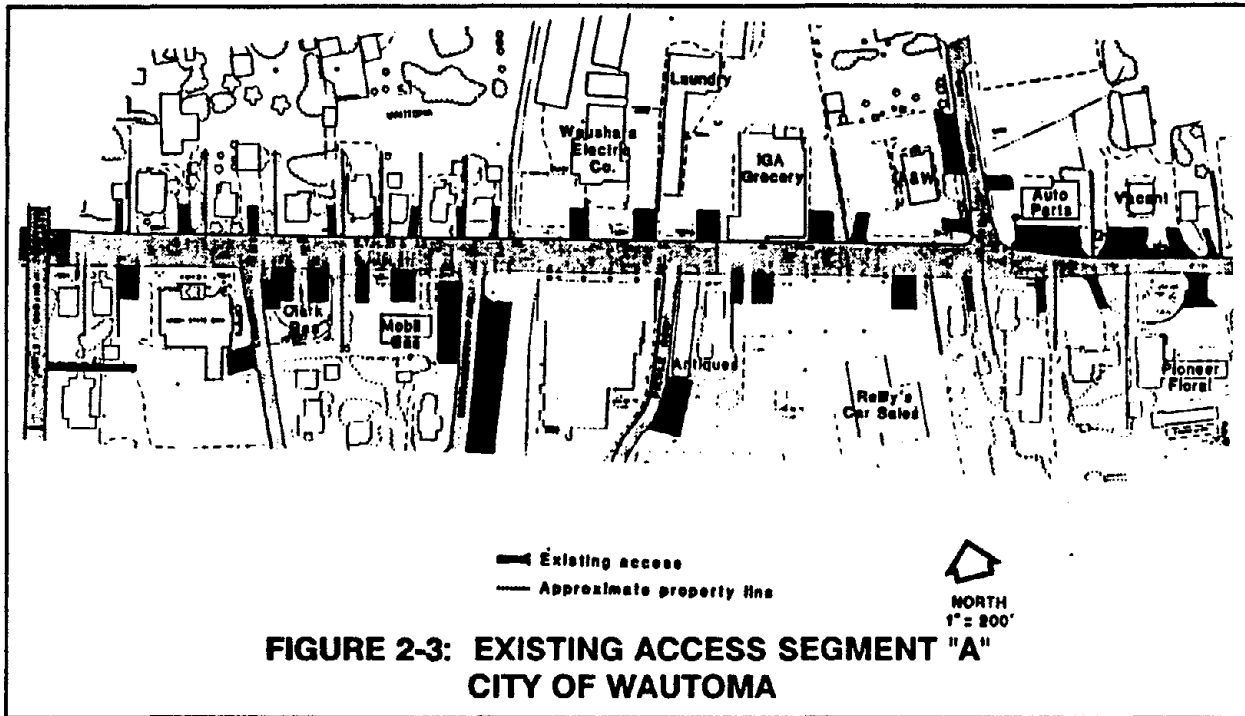 Laundry
Waushara
Electric
Co.
IGA
Grocery
A&W
Auto
Parts
Vacant
Clark
Gas
Mobil
Gas
Antiques
Reilly's
Car Sales
Pioneer
Floral
Existing access
Approximate property line
NORTH
1" = 200'
FIGURE 2-3: EXISTING ACCESS SEGMENT "A"
CITY OF WAUTOMA